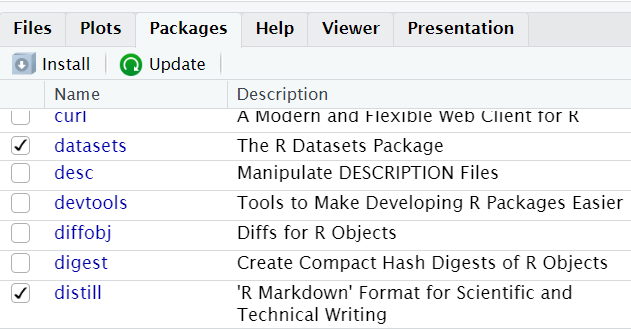 Files Plots Packages Help Viewer Presentation
Install Update
Name Description
curl A Modern and Flexible Web Client for R
datasets The R Datasets Package
desc Manipulate DESCRIPTION Files
devtools Tools to Make Developing R Packages Easier
diffobj Diffs for R Objects
digest Create Compact Hash Digests of R Objects
distill 'R Markdown' Format for Scientific and
Technical Writing